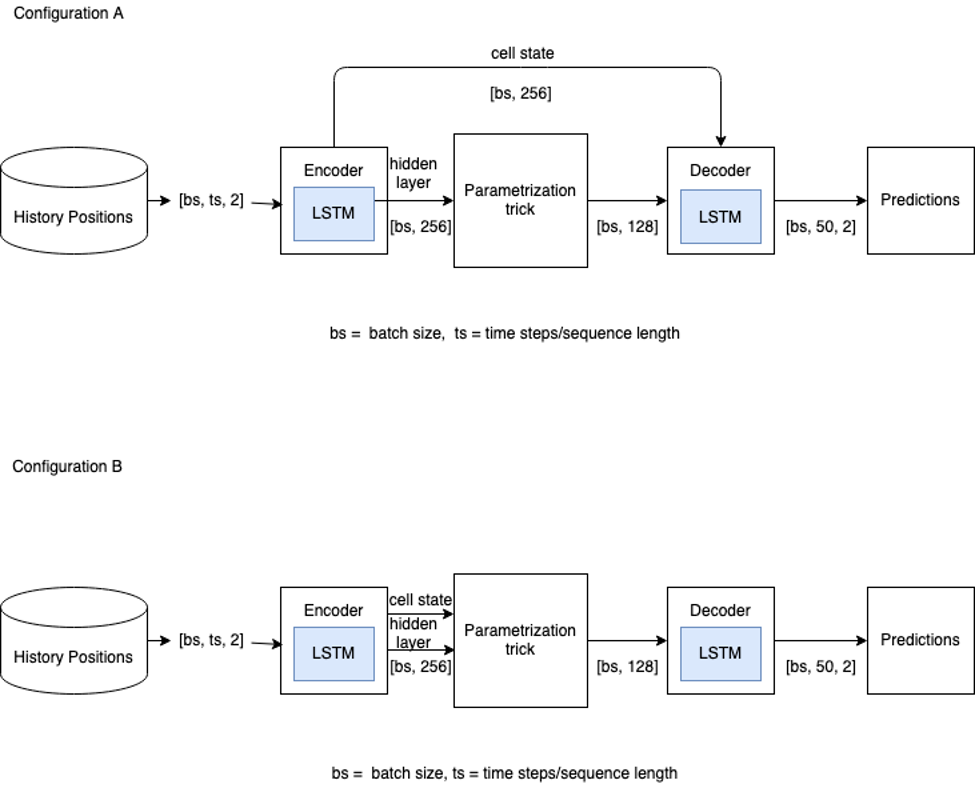 Configuration A
cell state
[bs, 256]
History Positions
[bs, ts, 2]
Encoder
LSTM
hidden
layer
[bs, 256]
Parametrization
trick
[bs, 128]
Decoder
LSTM
[bs, 50, 2]
Predictions
bs = batch size, ts = time steps/sequence length
Configuration B
History Positions
[bs, ts, 2]
Encoder
LSTM
cell state
hidden
layer
[bs, 256]
Parametrization
trick
[bs, 128]
Decoder
LSTM
[bs, 50, 2]
Predictions
bs = batch size, ts = time steps/sequence length